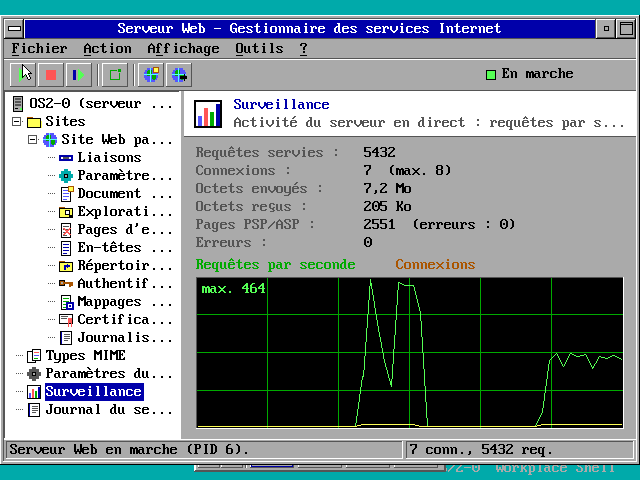 Serveur Web - Gestionnaire des services Internet
Fichier Action Affichage Outils ?
En marche
OS2-0 (serveur ...
Sites
Site Web pa...
Liaisons
Paramètre...
Document ...
Explorati...
Pages d'e...
En-têtes ...
Répertoir...
Authentif...
Mappages ...
Certifica...
Journalis...
Types MIME
Paramètres du...
Surveillance
Journal du se...
Surveillance
Activité du serveur en direct : requêtes par s...
Requêtes servies : 5432
Connexions : 7 (max. 8)
Octets envoyés : 7,2 Mo
Octets reçus : 205 Ko
Pages PSP/ASP : 2551 (erreurs : 0)
Erreurs : 0
Requêtes par seconde Connexions
max. 464
Serveur Web en marche (PID 6).
7 conn., 5432 req.
/2-0 Workplace Shell